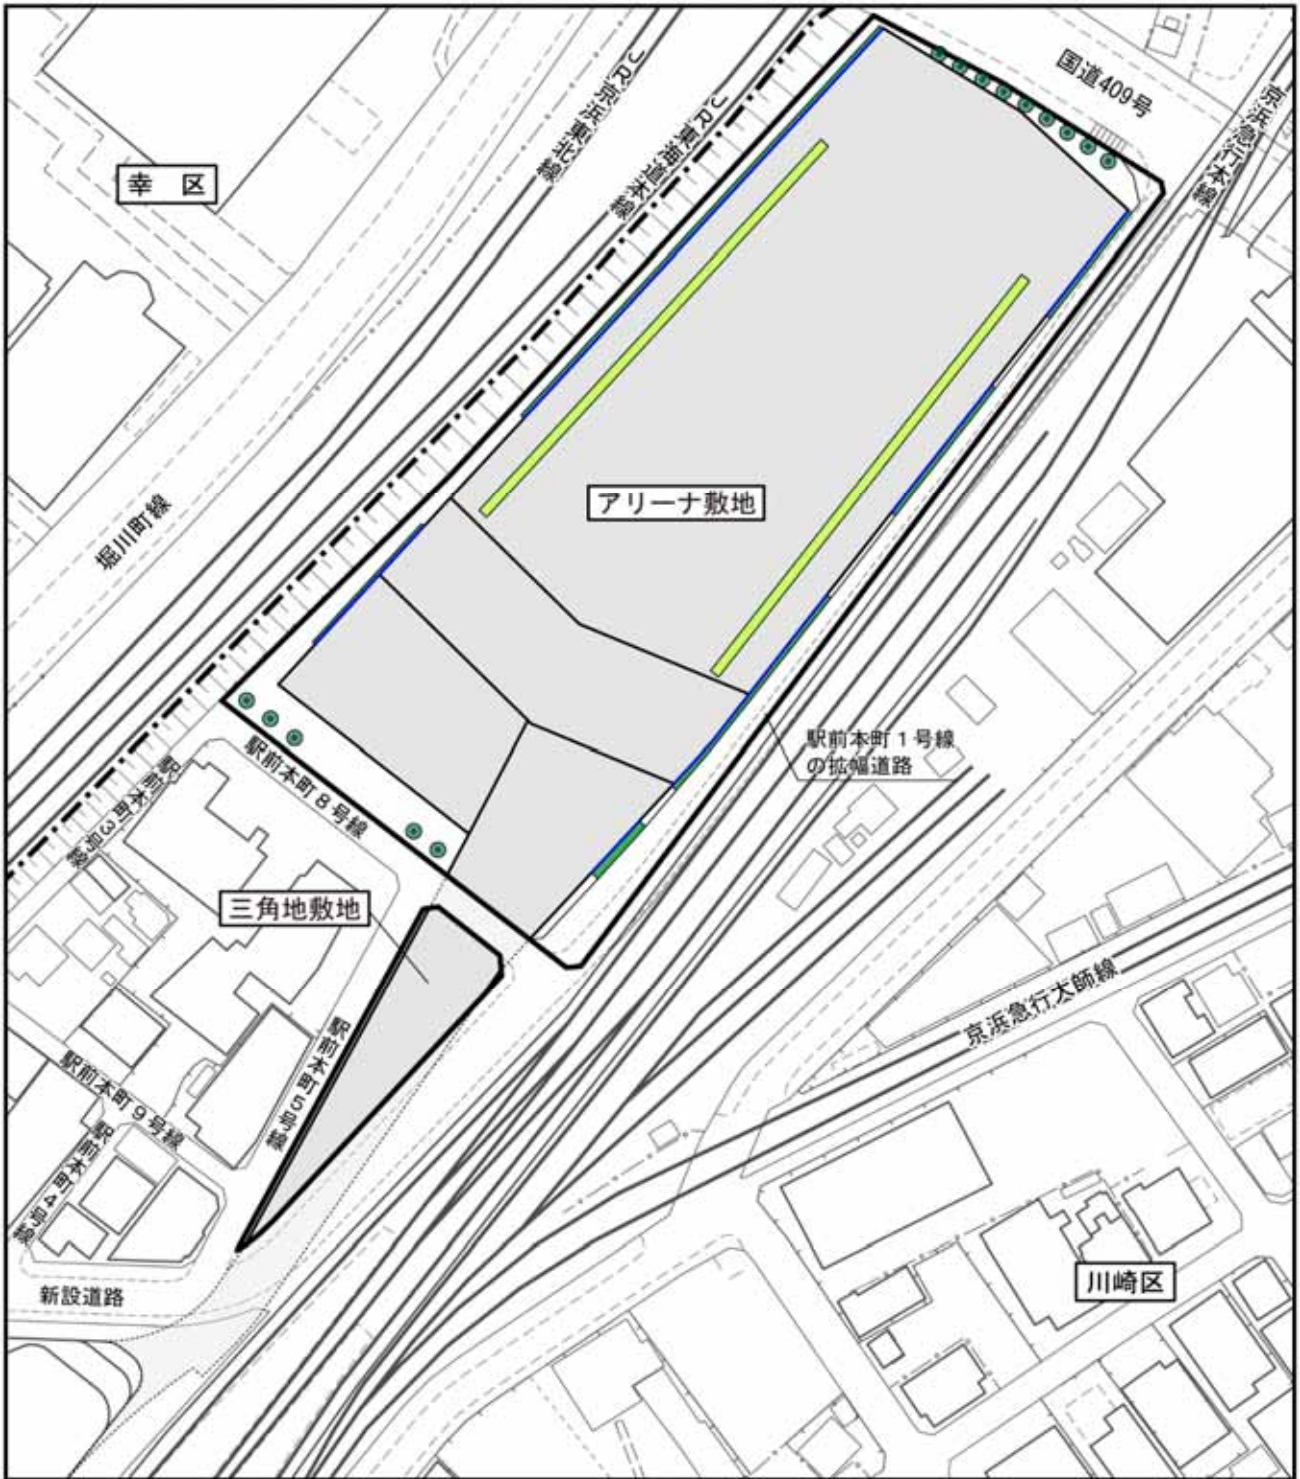 国道409号
京浜急行本線
JR京浜東北線
JR東海道本線
幸 区
堀川町線
アリーナ敷地
駅前本町1号線
の拡幅道路
駅前本町8号線
駅前本町3号線
三角地敷地
駅前本町5号線
駅前本町9号線
駅前本町4号線
新設道路
京浜急行大師線
川崎区